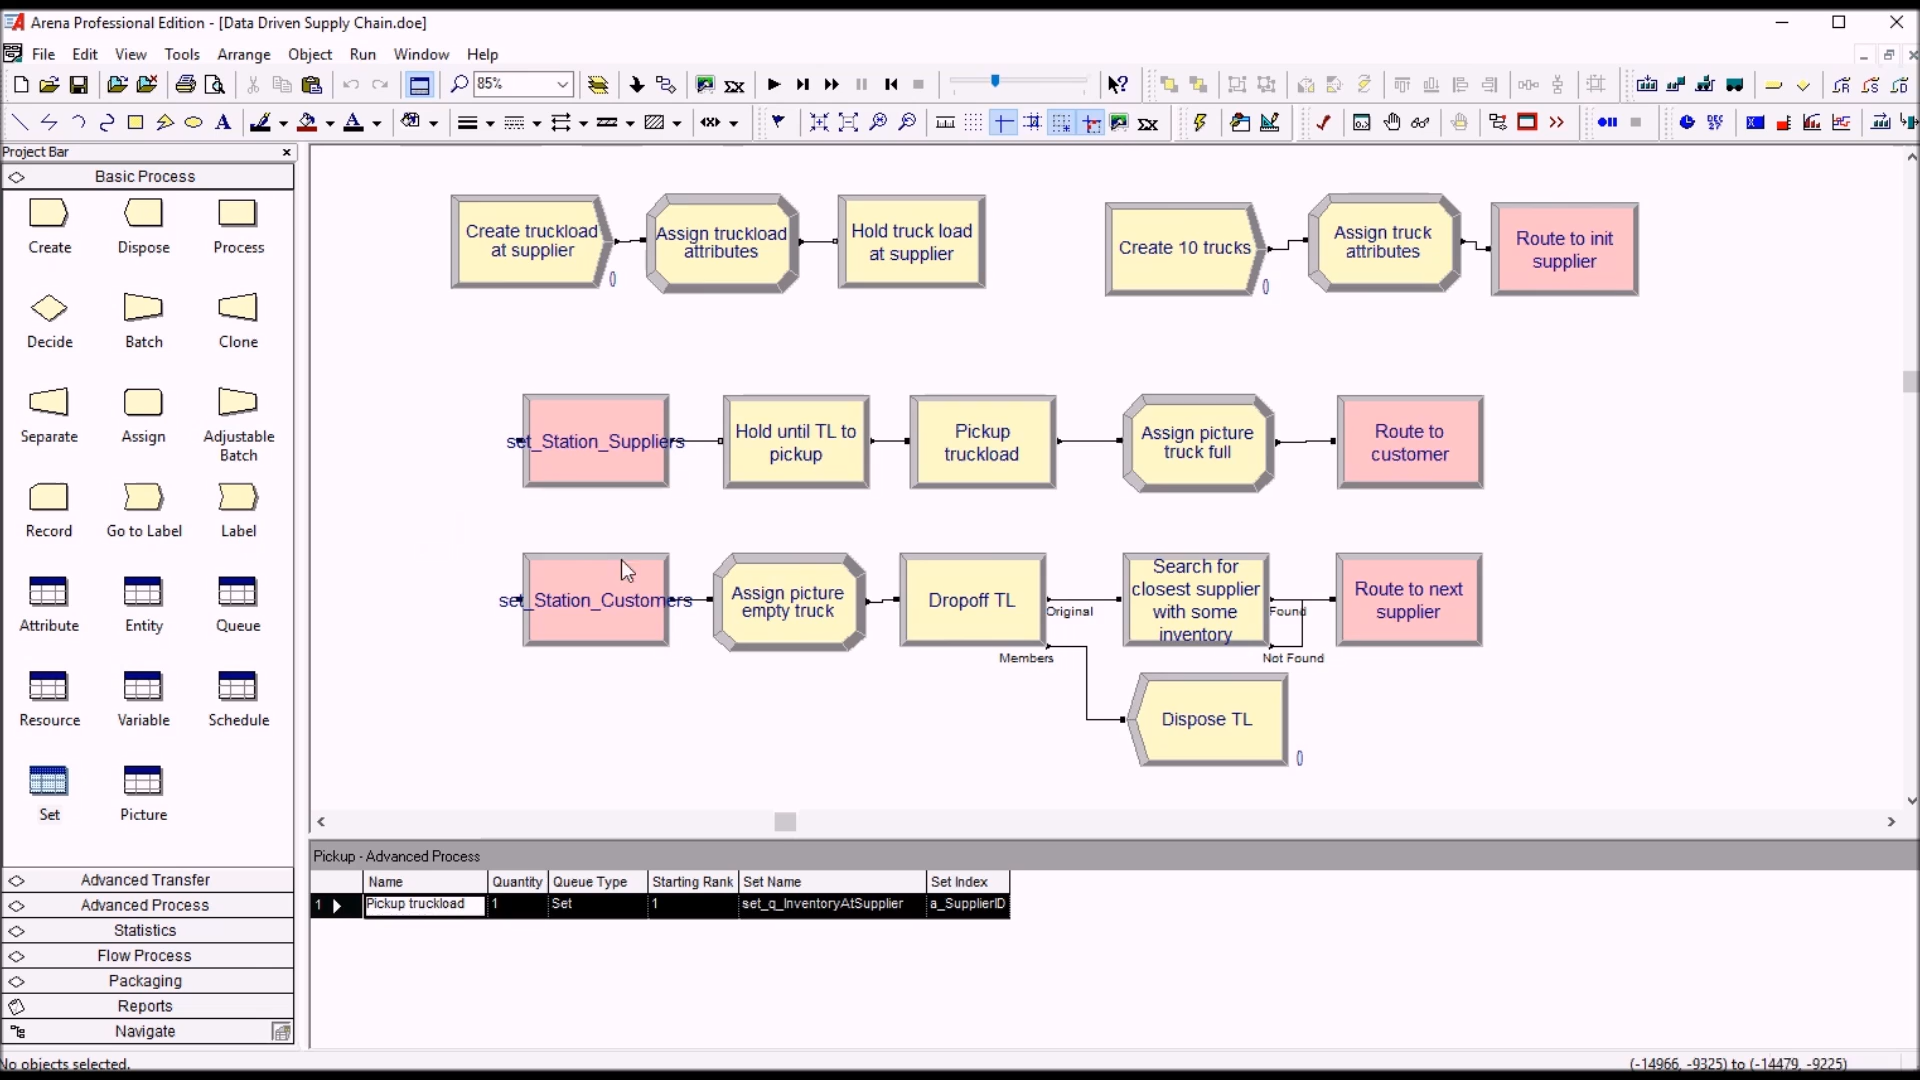 Arena Professional Edition - [Data Driven Supply Chain.doe]
File Edit View Tools Arrange Object Run Window Help
85%
Project Bar
Basic Process
Create Dispose Process
Decide Batch Clone
Separate Assign Adjustable Batch
Record Go to Label Label
Attribute Entity Queue
Resource Variable Schedule
Set Picture
Advanced Transfer
Advanced Process
Statistics
Flow Process
Packaging
Reports
Navigate
Create truckload
at supplier
0
Assign truckload
attributes
Hold truck load
at supplier
Create 10 trucks
0
Assign truck
attributes
Route to init
supplier
set_Station_Suppliers
Hold until TL to
pickup
Pickup
truckload
Assign picture
truck full
Route to
customer
set_Station_Customers
Assign picture
empty truck
Dropoff TL
Original
Members
Search for
closest supplier
with some
inventory
Found
Not Found
Route to next
supplier
Dispose TL
0
Pickup - Advanced Process
Name Quantity Queue Type Starting Rank Set Name Set Index
1 Pickup truckload 1 Set 1 set_q_InventoryAtSupplier a_SupplierID
No objects selected.
(-14966, -9325) to (-14479, -9225)